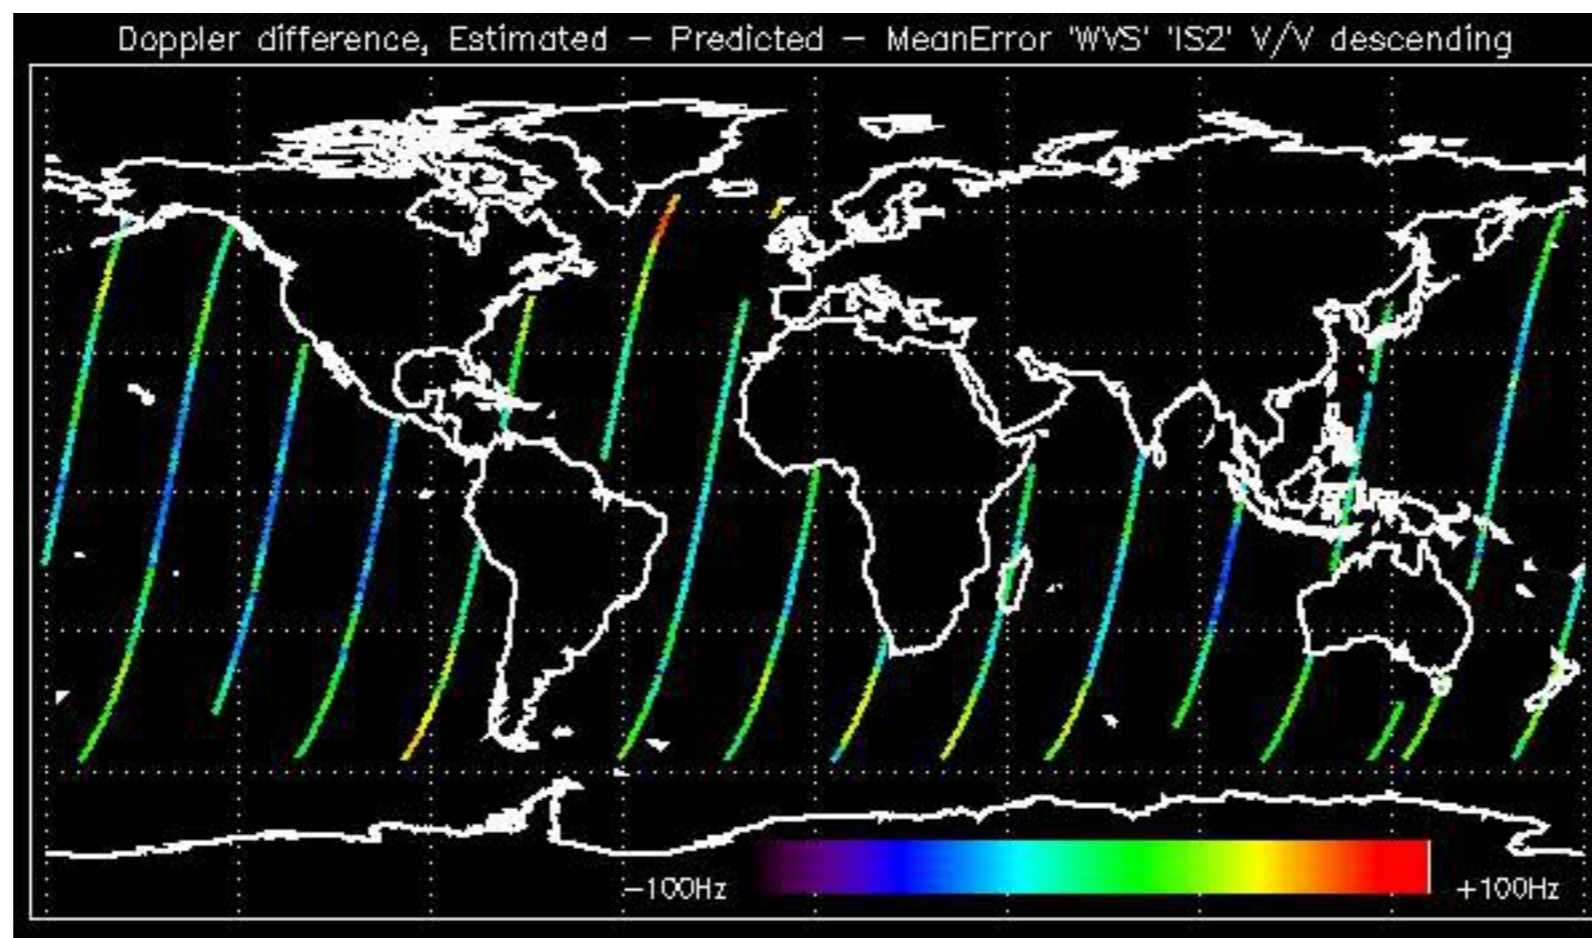 Doppler difference, Estimated - Predicted - MeanError 'WVS' 'IS2' V/V descending
-100Hz
+100Hz